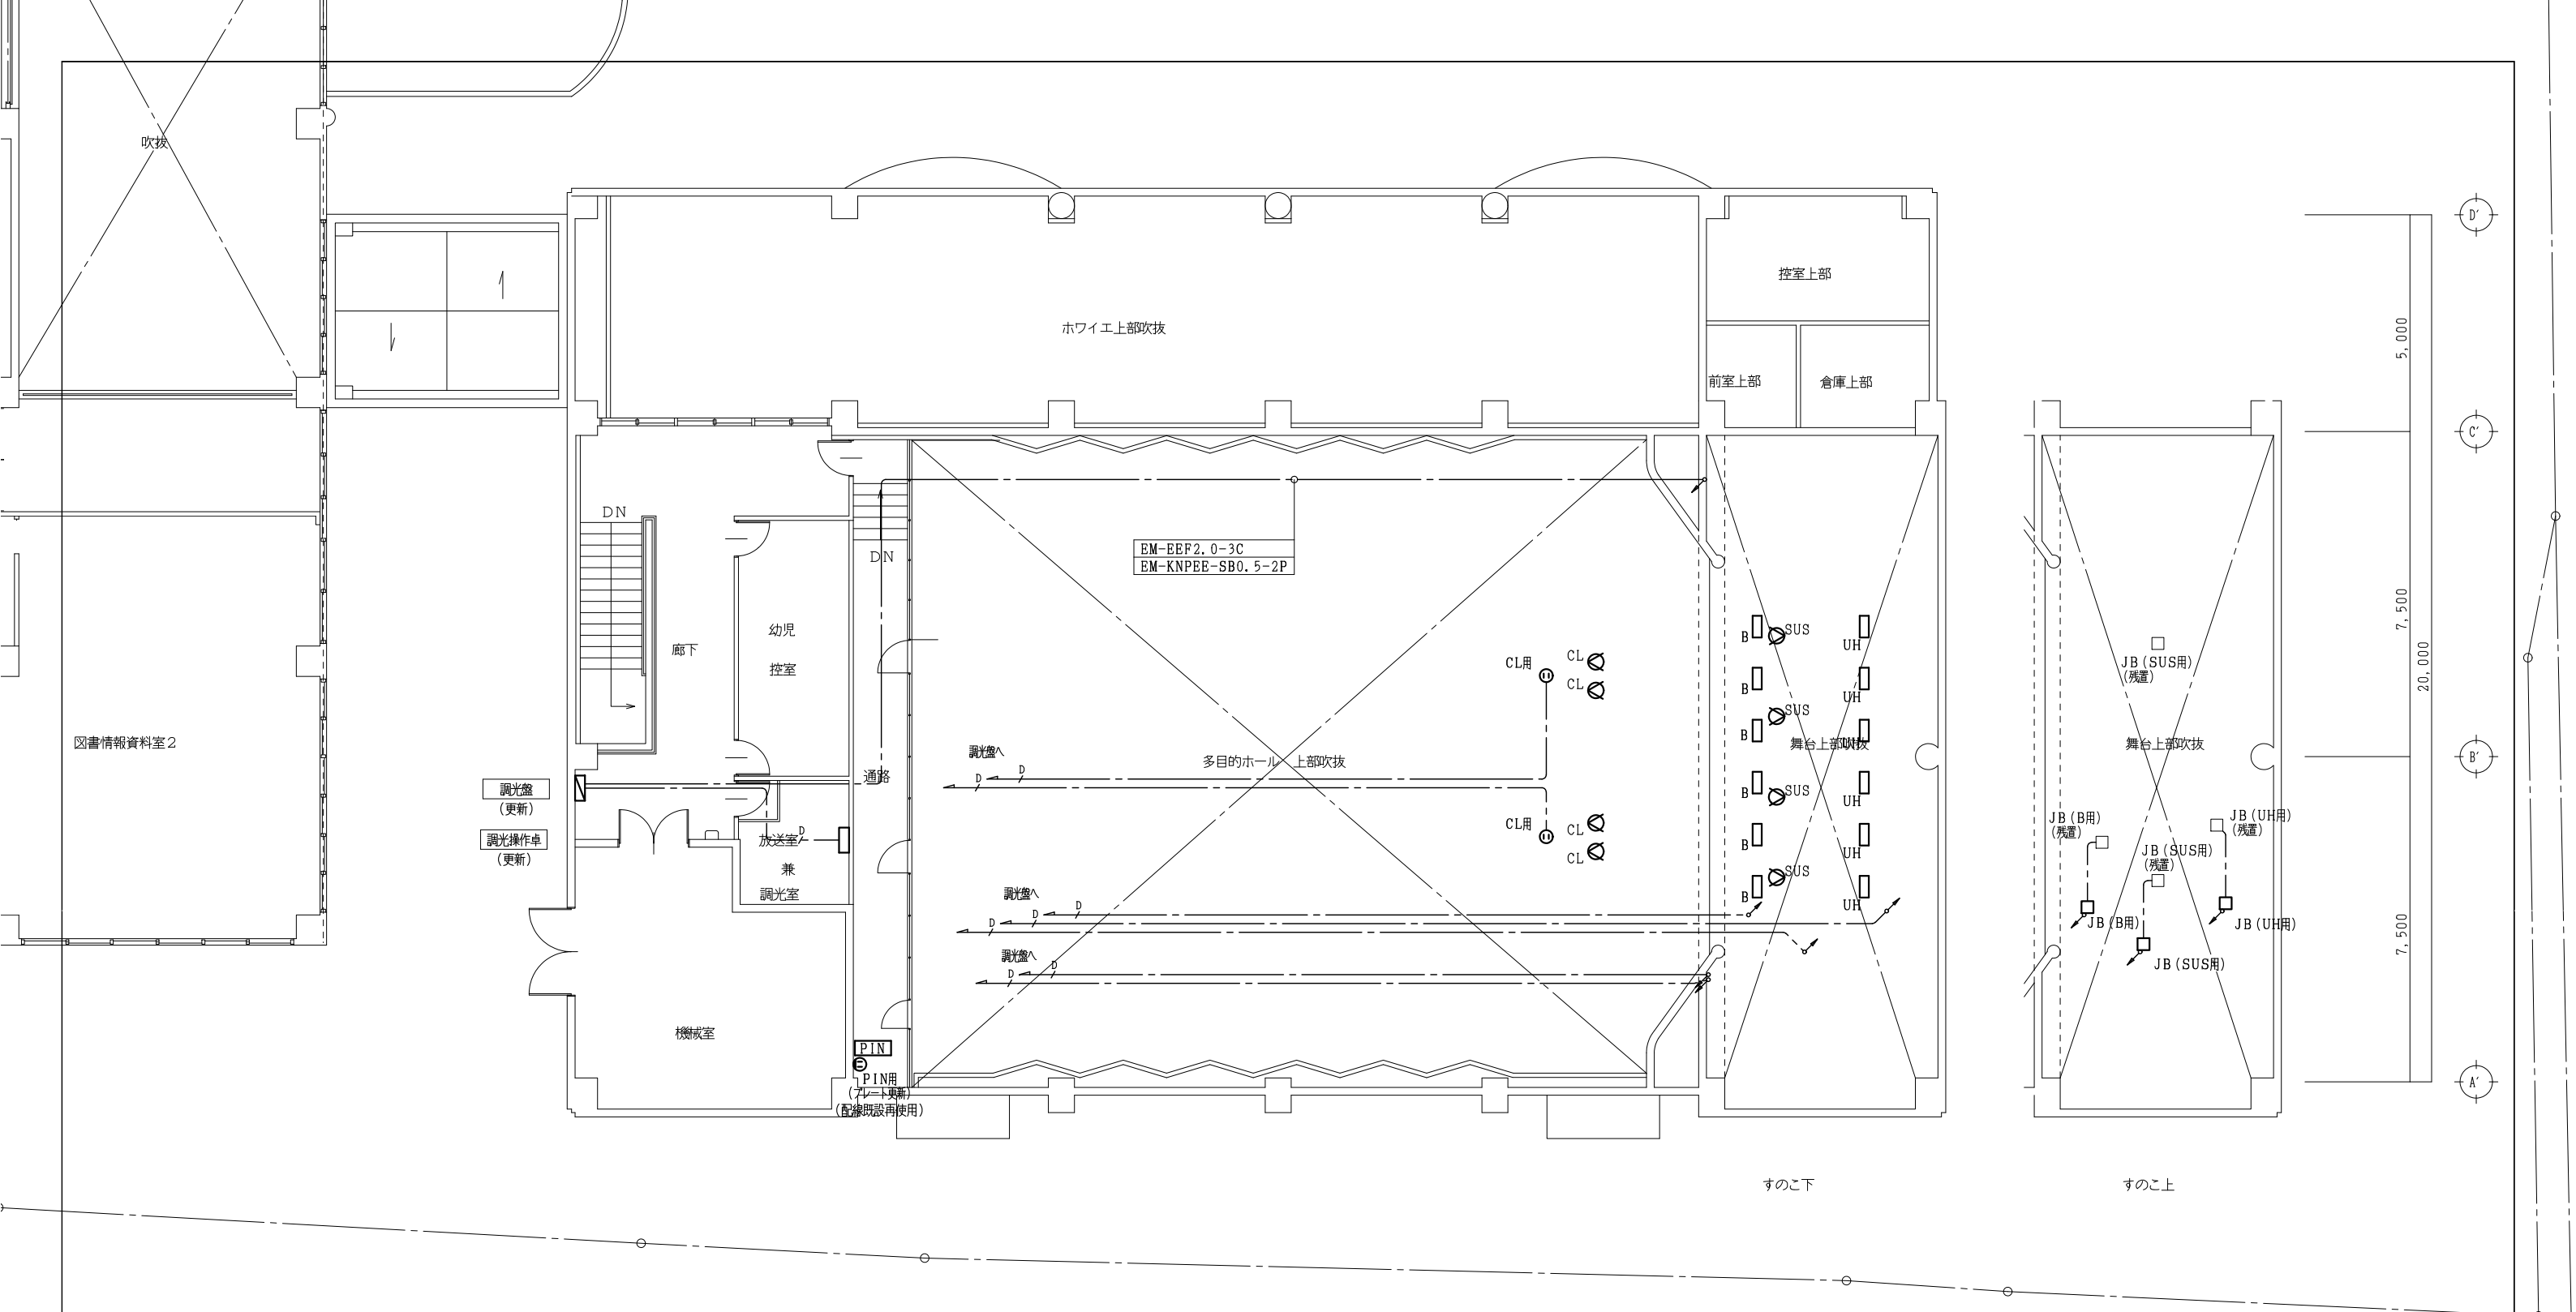 吹抜
D′
控室上部
ホワイエ上部吹抜
5,000
前室上部
倉庫上部
C′
DN
DN
EM-EEF2.0-3C
EM-KNPEE-SB0.5-2P
幼児
控室
廊下
7,500
20,000
B
SUS
UH
B
UH
SUS
B
UH
B
SUS
UH
B
UH
SUS
B
UH
CL用
CL
CL
CL用
CL
CL
JB(SUS用)
(残置)
図書情報資料室2
調光盤へ
D
D
多目的ホール 上部吹抜
舞台上部吹抜
舞台上部吹抜
B′
通路
調光盤
(更新)
調光操作卓
(更新)
放送室
D
兼
調光室
JB(B用)
(残置)
JB(UH用)
(残置)
JB(SUS用)
(残置)
調光盤へ
D
D
D
JB(B用)
JB(UH用)
JB(SUS用)
7,500
調光盤へ
D
D
機械室
PIN
PIN用
(プレート更新)
(配線既設再使用)
A′
すのこ下
すのこ上